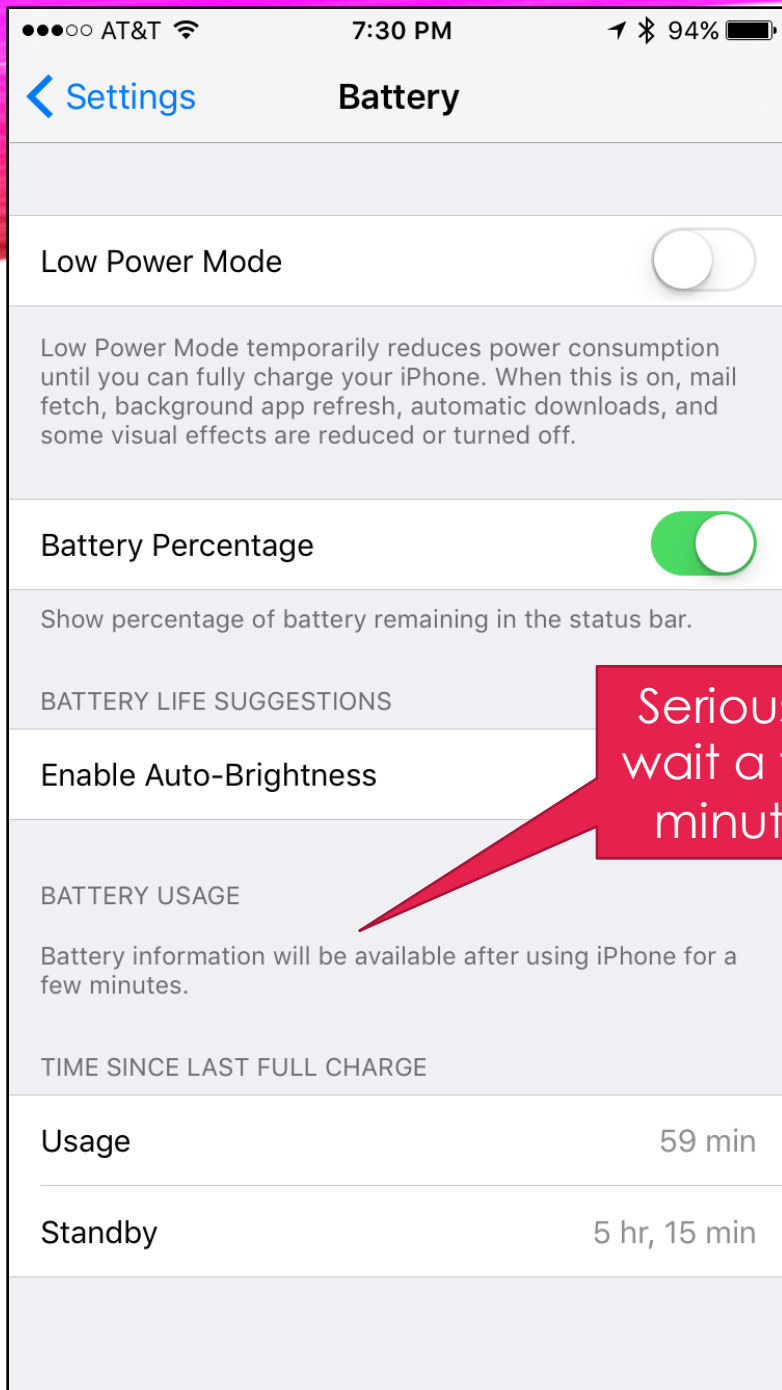 AT&T 7:30 PM 94%
Settings Battery
Low Power Mode
Low Power Mode temporarily reduces power consumption
until you can fully charge your iPhone. When this is on, mail
fetch, background app refresh, automatic downloads, and
some visual effects are reduced or turned off.
Battery Percentage
Show percentage of battery remaining in the status bar.
BATTERY LIFE SUGGESTIONS
Enable Auto-Brightness
wait a
BATTERY USAGE
Battery information will be available after using iPhone for a
few minutes.
TIME SINCE LAST FULL CHARGE
Usage 59 min
Standby 5 hr, 15 min